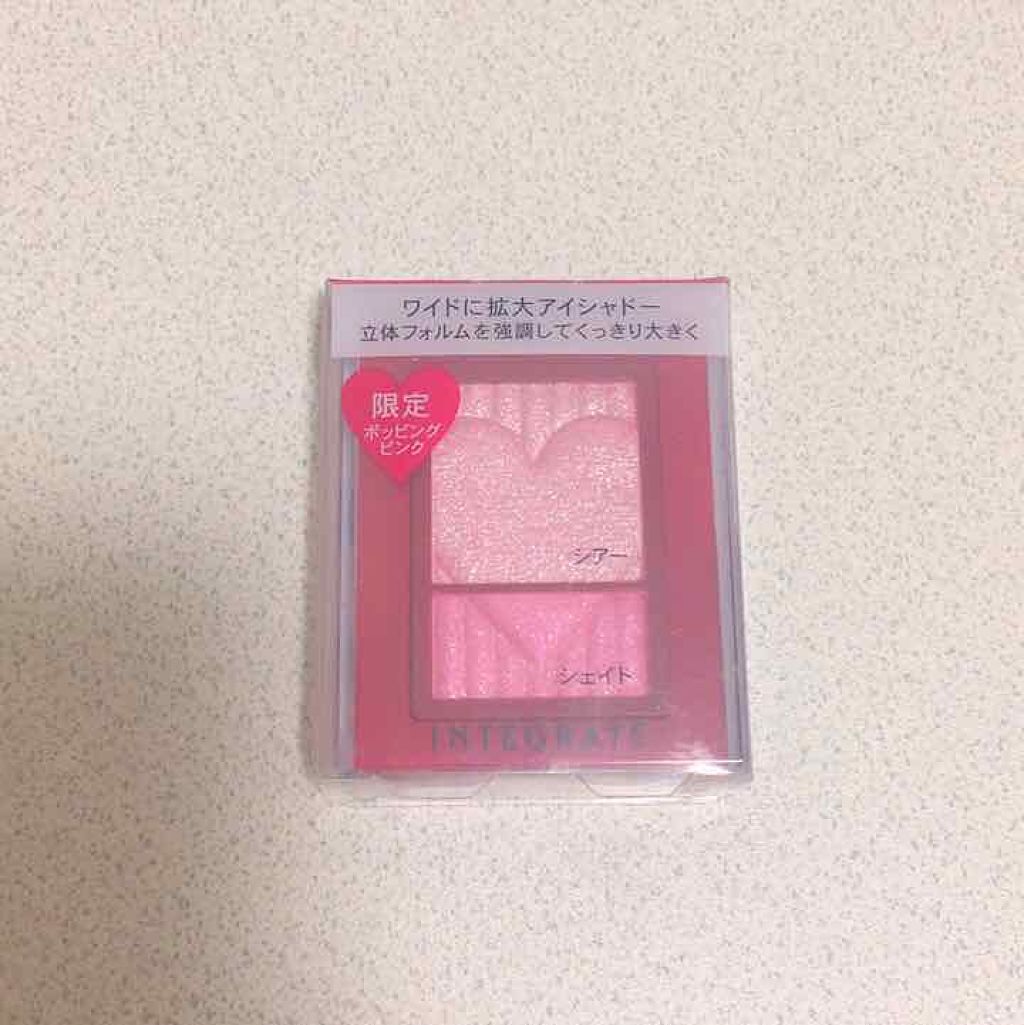 ワイドに拡大アイシャドー
立体フォルムを強調してくっきり大きく
限定
ポッピング
ピンク
シアー
シェイド
INTEGRATE